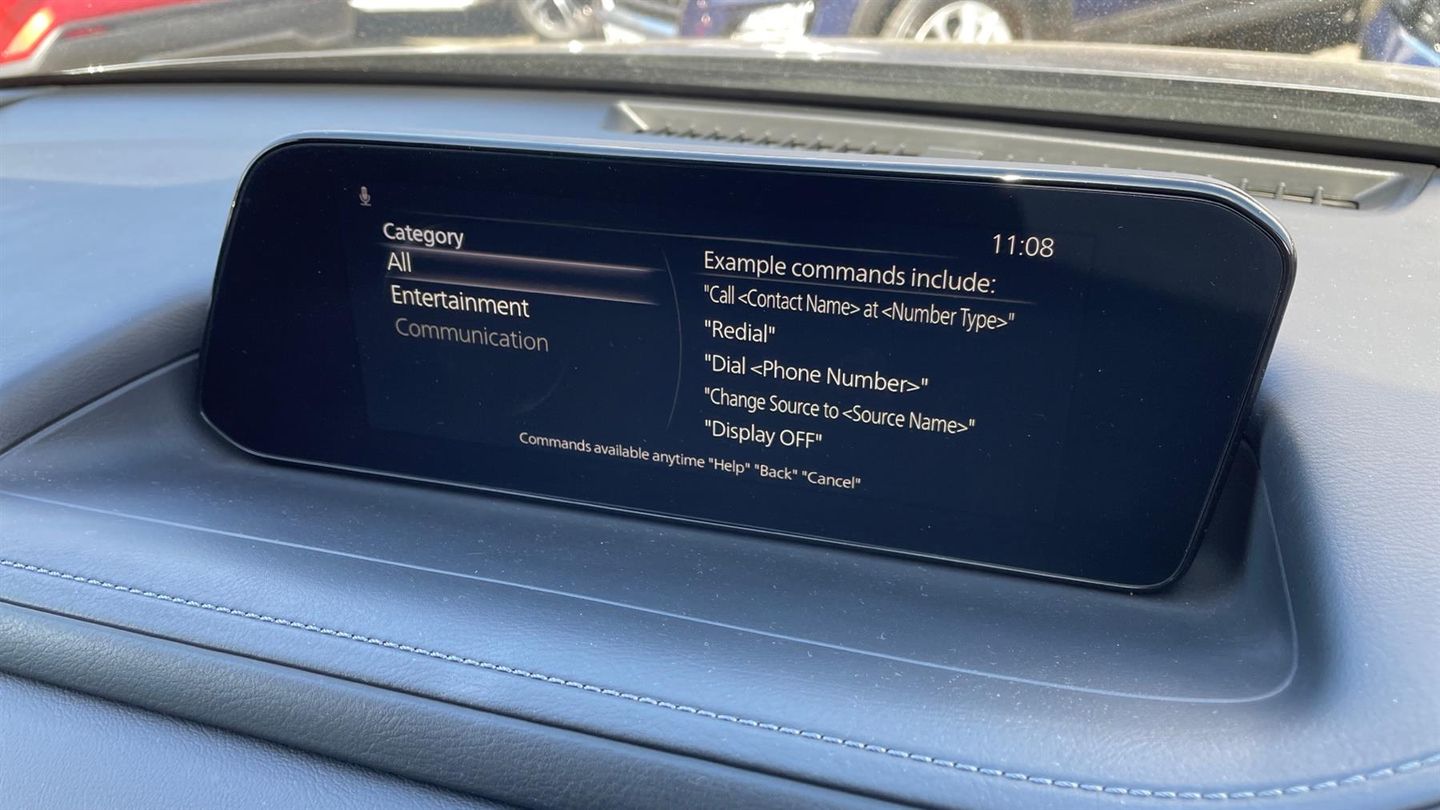 11:08
Category
All
Entertainment
Communication
Example commands include:
"Call <Contact Name> at <Number Type>"
"Redial"
"Dial <Phone Number>"
"Change Source to <Source Name>"
"Display OFF"
Commands available anytime "Help" "Back" "Cancel"